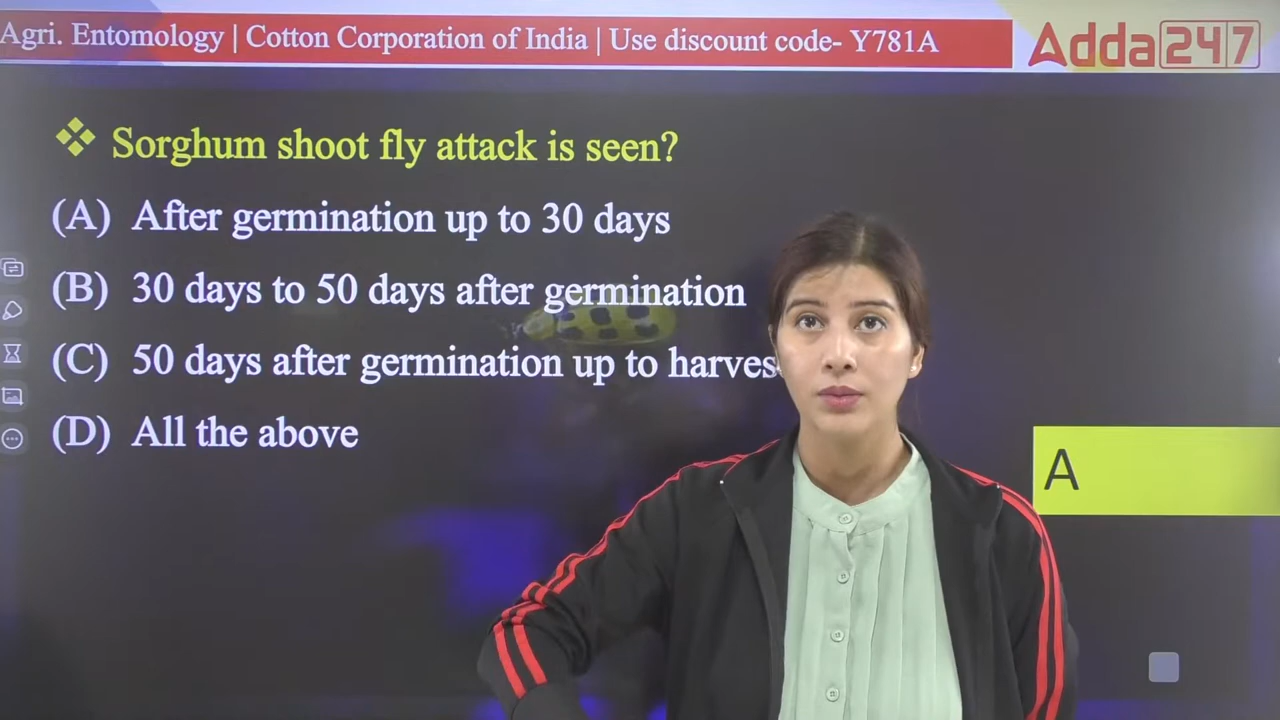 Agri. Entomology | Cotton Corporation of India | Use discount code- Y781A
Adda247
Sorghum shoot fly attack is seen?
(A) After germination up to 30 days
(B) 30 days to 50 days after germination
(C) 50 days after germination up to harves
(D) All the above
A